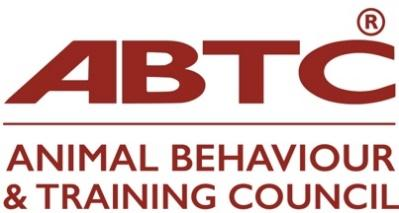 ABTC®
ANIMAL BEHAVIOUR
& TRAINING COUNCIL